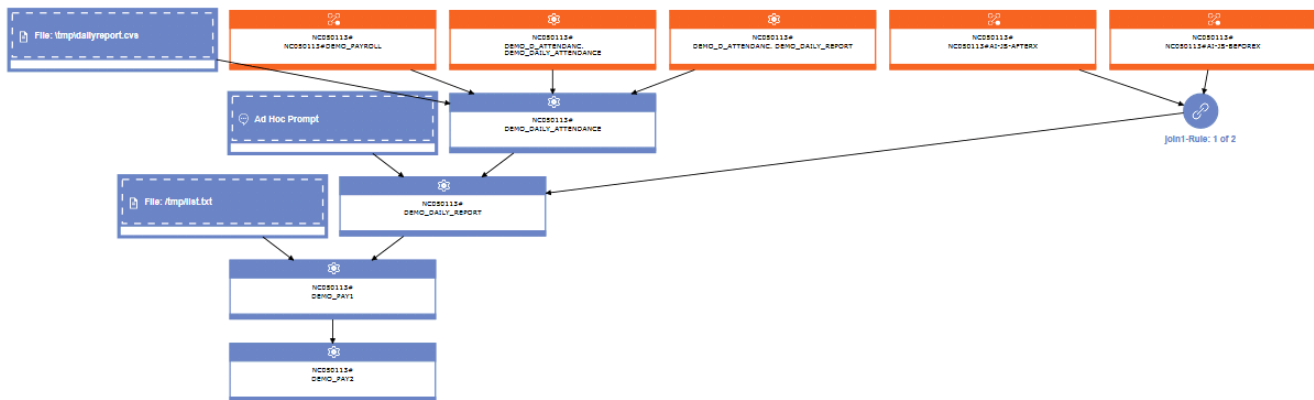 File: \tmp\dailyreport.cvs
NC050113#
NC050113#DEMO_PAYROLL
NC050113#
DEMO_D_ATTENDANC.
DEMO_DAILY_ATTENDANCE
NC050113#
DEMO_D_ATTENDANC. DEMO_DAILY_REPORT
NC050113#
NC050113#AI-JS-AFTERX
NC050113#
NC050113#AI-JS-BEFOREX
Ad Hoc Prompt
NC050113#
DEMO_DAILY_ATTENDANCE
join1-Rule: 1 of 2
File: /tmp/list.txt
NC050113#
DEMO_DAILY_REPORT
NC050113#
DEMO_PAY1
NC050113#
DEMO_PAY2